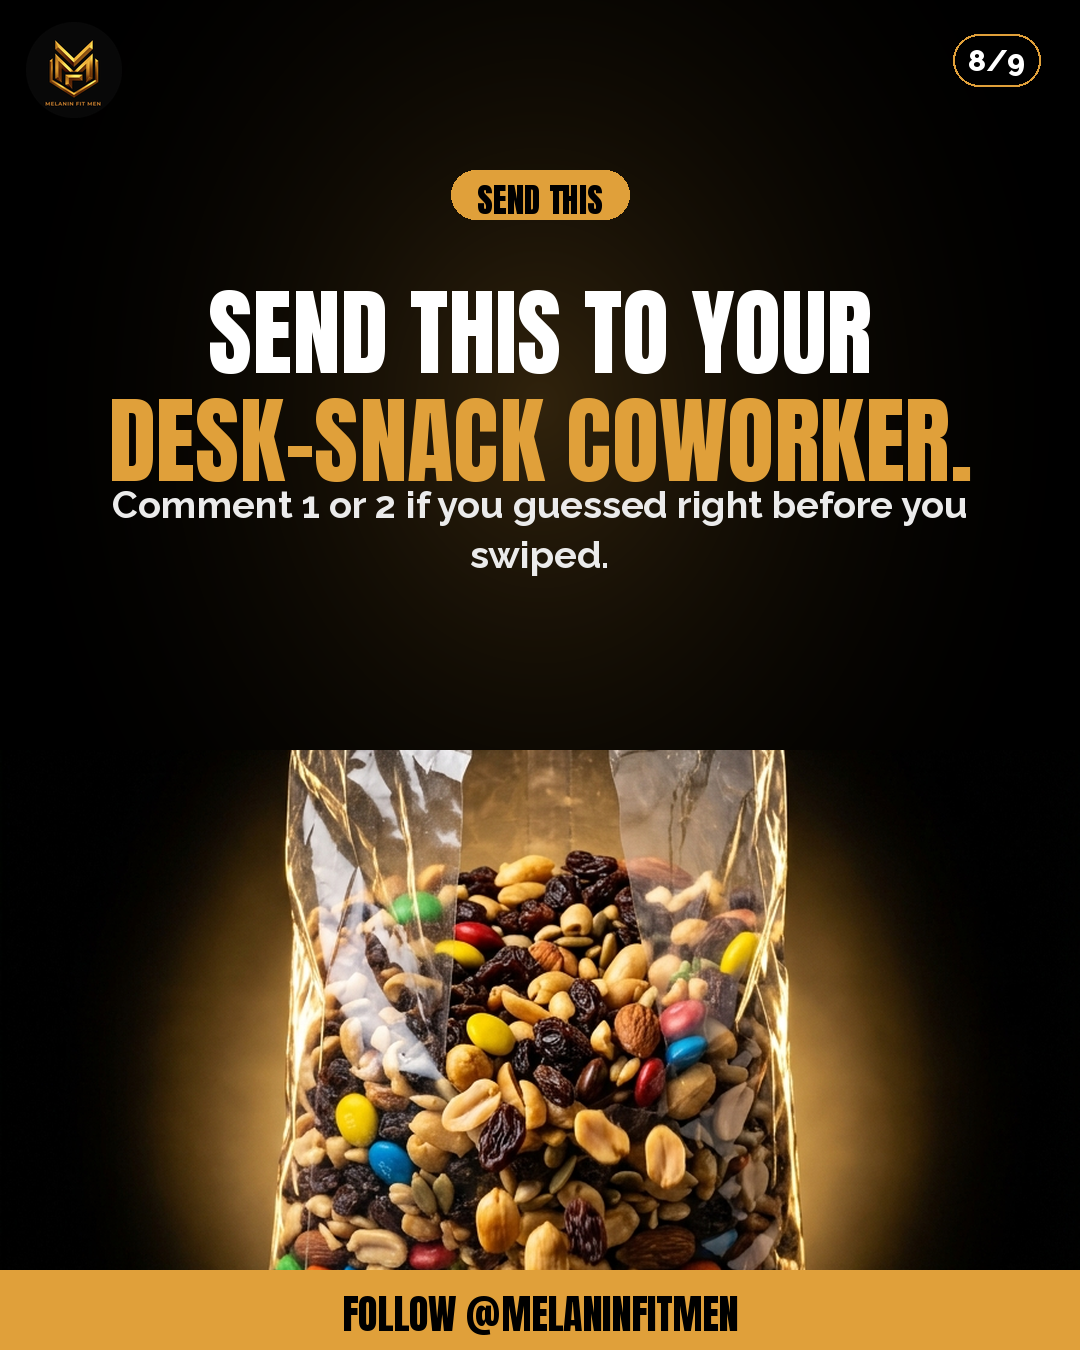 MELANIN FIT MEN
8/9
SEND THIS
SEND THIS TO YOUR
DESK-SNACK COWORKER.
Comment 1 or 2 if you guessed right before you
swiped.
FOLLOW @MELANINFITMEN